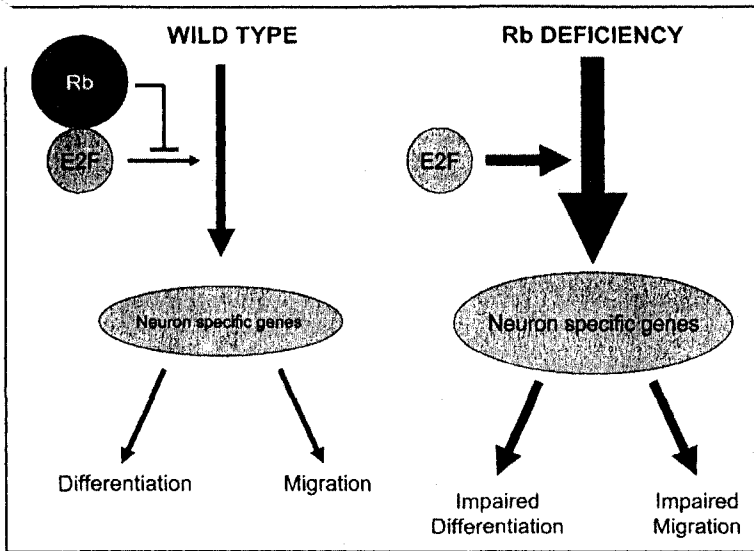 WILD TYPE
Rb
E2F
Neuron specific genes
Differentiation
Migration
Rb DEFICIENCY
E2F
Neuron specific genes
Impaired
Differentiation
Impaired
Migration